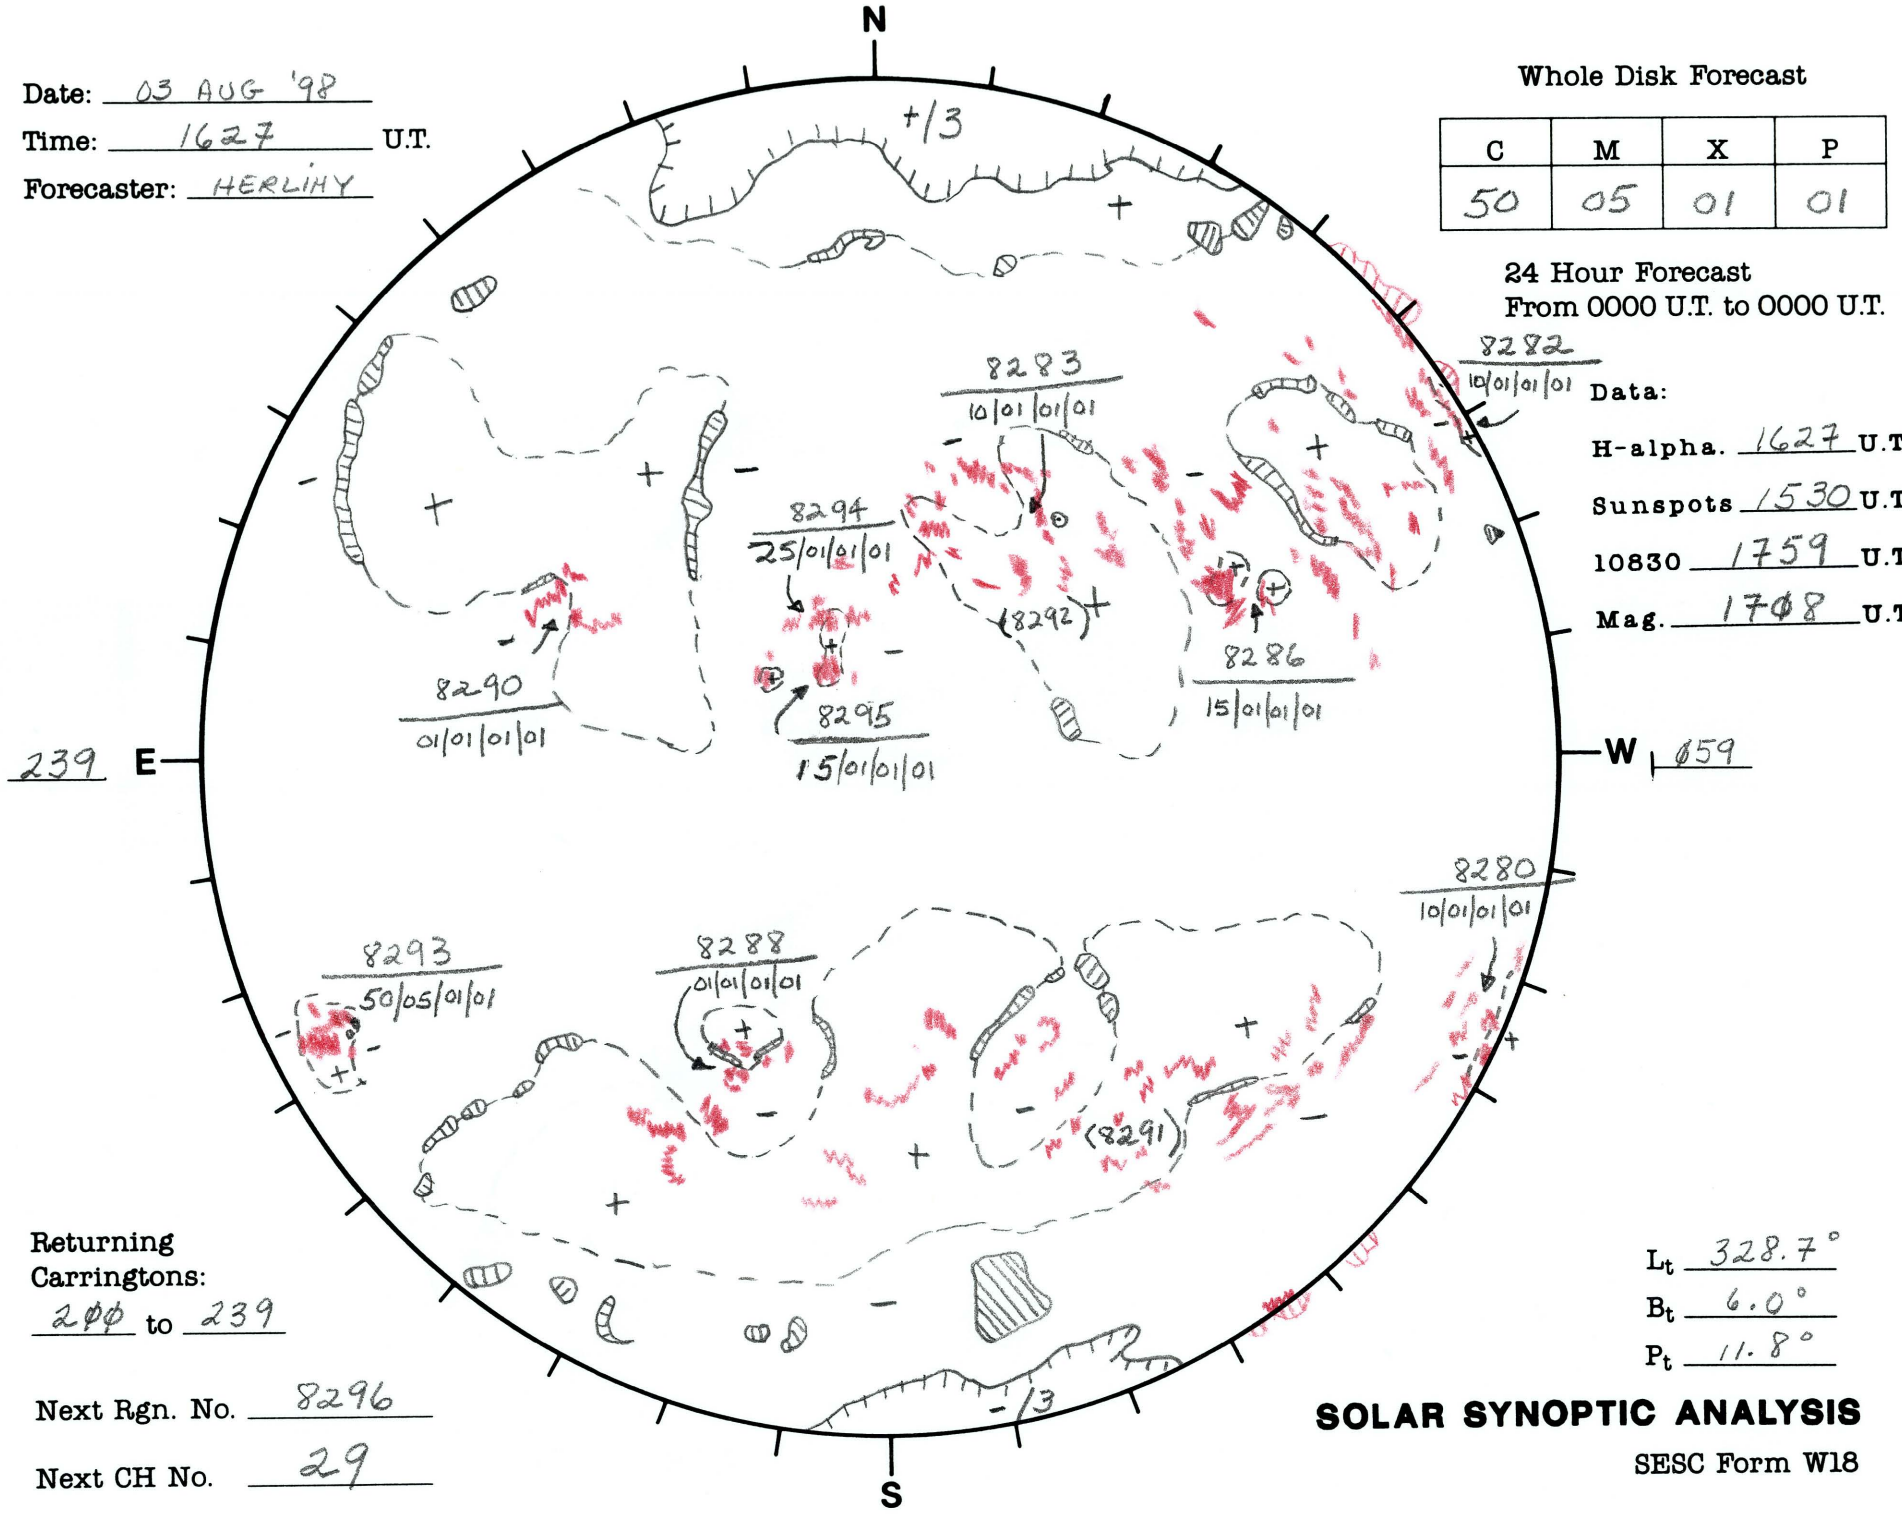 N
Date: 03 AUG '98
Time: 1627 U.T.
Forecaster: HERLIHY
+/3
+
Whole Disk Forecast
C M X P
50 05 01 01
24 Hour Forecast
From 0000 U.T. to 0000 U.T.
8282
10/01/01/01
Data:
H-alpha. 1627 U.T
Sunspots 1530 U.T
10830 1759 U.T
Mag. 1708 U.T
8283
10/01/01/01
8294
25/01/01/01
(8292)
8286
15/01/01/01
8290
01/01/01/01
8295
15/01/01/01
239 E
W 059
8280
10/01/01/01
8293
50/05/01/01
8288
01/01/01/01
(8291)
Returning
Carringtons:
200 to 239
Next Rgn. No. 8296
Next CH No. 29
-/3
S
Lt 328.7°
Bt 6.0°
Pt 11.8°
SOLAR SYNOPTIC ANALYSIS
SESC Form W18